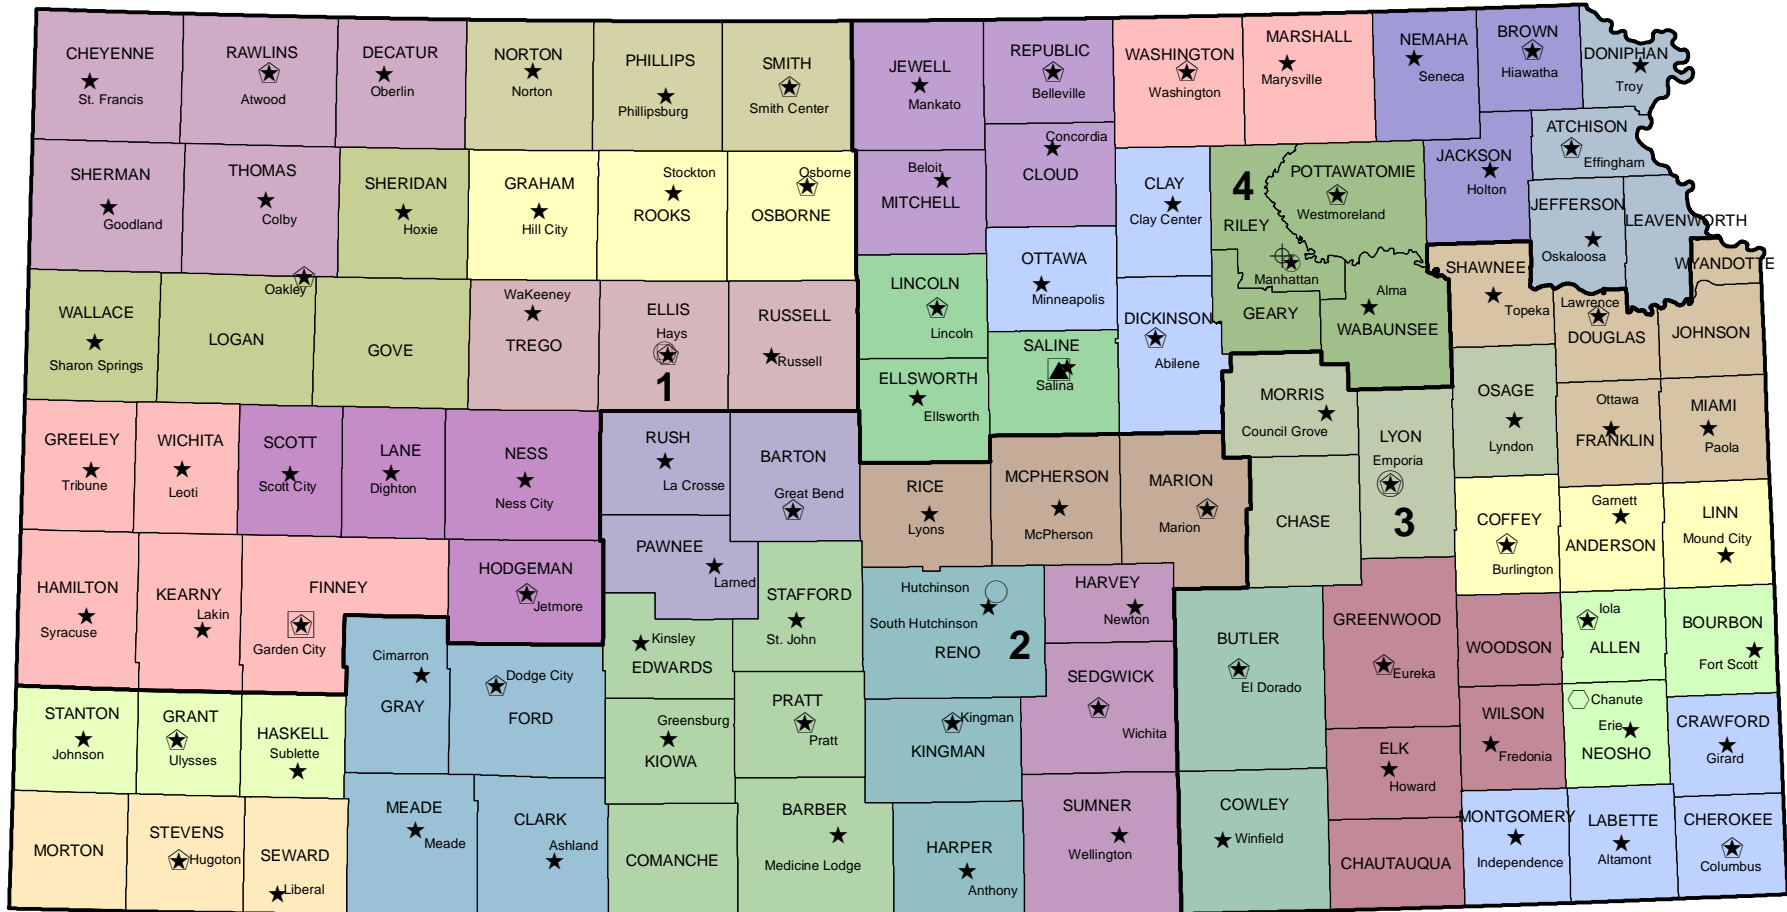 CHEYENNE
St. Francis
RAWLINS
Atwood
DECATUR
Oberlin
NORTON
Norton
PHILLIPS
Phillipsburg
SMITH
Smith Center
JEWELL
Mankato
REPUBLIC
Belleville
WASHINGTON
Washington
MARSHALL
Marysville
NEMAHA
Seneca
BROWN
Hiawatha
DONIPHAN
Troy
SHERMAN
Goodland
THOMAS
Colby
SHERIDAN
Hoxie
GRAHAM
Hill City
Stockton
ROOKS
Osborne
OSBORNE
Beloit
MITCHELL
Concordia
CLOUD
CLAY
Clay Center
4
RILEY
Manhattan
POTTAWATOMIE
Westmoreland
JACKSON
Holton
ATCHISON
Effingham
JEFFERSON
Oskaloosa
LEAVENWORTH
WYANDOTTE
Oakley
WALLACE
Sharon Springs
LOGAN
GOVE
WaKeeney
TREGO
ELLIS
Hays
1
RUSSELL
Russell
LINCOLN
Lincoln
OTTAWA
Minneapolis
DICKINSON
Abilene
GEARY
Alma
WABAUNSEE
SHAWNEE
Topeka
Lawrence
DOUGLAS
JOHNSON
ELLSWORTH
Ellsworth
SALINE
Salina
MORRIS
Council Grove
LYON
Emporia
3
OSAGE
Lyndon
Ottawa
FRANKLIN
MIAMI
Paola
GREELEY
Tribune
WICHITA
Leoti
SCOTT
Scott City
LANE
Dighton
NESS
Ness City
RUSH
La Crosse
BARTON
Great Bend
RICE
Lyons
MCPHERSON
McPherson
MARION
Marion
CHASE
COFFEY
Burlington
Garnett
ANDERSON
LINN
Mound City
HAMILTON
Syracuse
KEARNY
Lakin
FINNEY
Garden City
HODGEMAN
Jetmore
PAWNEE
Larned
STAFFORD
St. John
Hutchinson
South Hutchinson
RENO
2
HARVEY
Newton
BUTLER
El Dorado
GREENWOOD
Eureka
WOODSON
Iola
ALLEN
BOURBON
Fort Scott
Cimarron
GRAY
Dodge City
FORD
Kinsley
EDWARDS
PRATT
Pratt
Kingman
KINGMAN
SEDGWICK
Wichita
WILSON
Fredonia
Chanute
Erie
NEOSHO
CRAWFORD
Girard
STANTON
Johnson
GRANT
Ulysses
HASKELL
Sublette
Greensburg
KIOWA
ELK
Howard
MORTON
STEVENS
Hugoton
SEWARD
Liberal
MEADE
Meade
CLARK
Ashland
COMANCHE
BARBER
Medicine Lodge
HARPER
Anthony
SUMNER
Wellington
COWLEY
Winfield
CHAUTAUQUA
MONTGOMERY
Independence
LABETTE
Altamont
CHEROKEE
Columbus